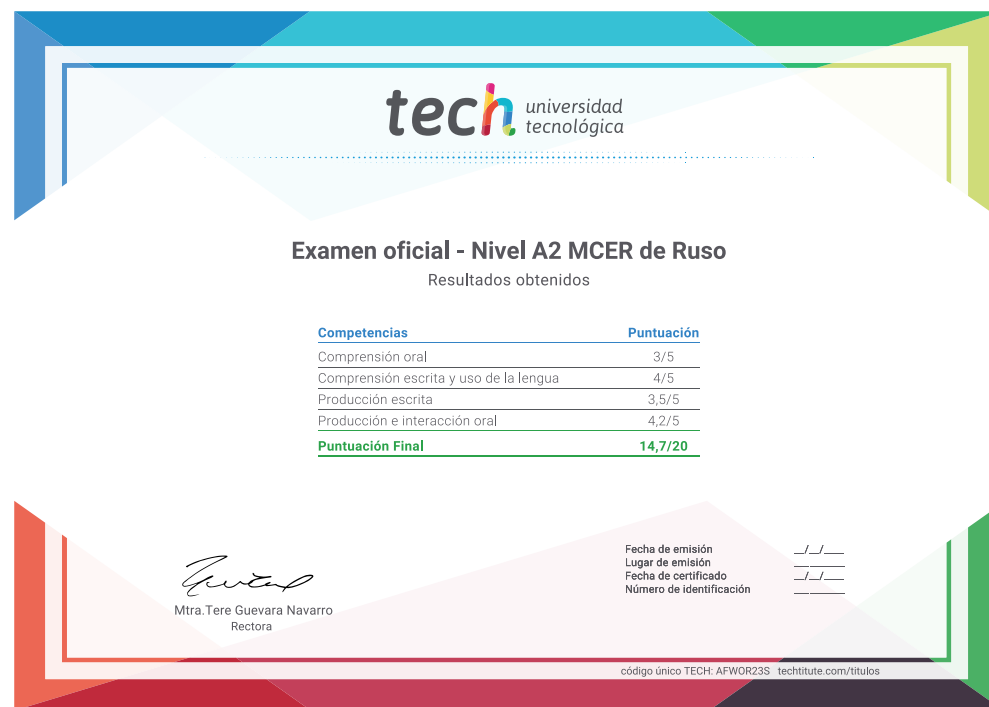 tech universidad
tecnológica
Examen oficial - Nivel A2 MCER de Ruso
Resultados obtenidos
Competencias Puntuación
Comprensión oral 3/5
Comprensión escrita y uso de la lengua 4/5
Producción escrita 3,5/5
Producción e interacción oral 4,2/5
Puntuación Final 14,7/20
Fecha de emisión __/__/____
Lugar de emisión ___________
Fecha de certificado __/__/____
Número de identificación ___________
Mtra.Tere Guevara Navarro
Rectora
código único TECH: AFWOR23S techtitute.com/titulos